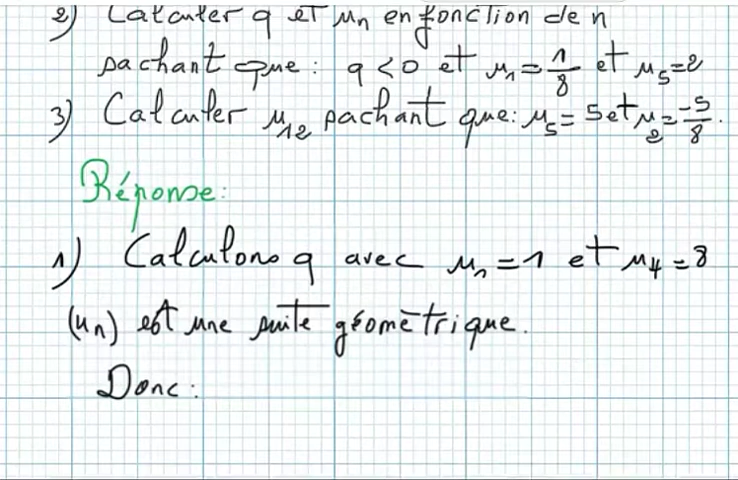 2) Calculer q et un en fonction de n
sachant que : q<0 et u1=1/8 et u5=2
3) Calculer u12 sachant que: u5=5 et u2=-5/8.
Réponse:
1) Calculons q avec u1=1 et u4=8
(un) est une suite géométrique.
Donc: